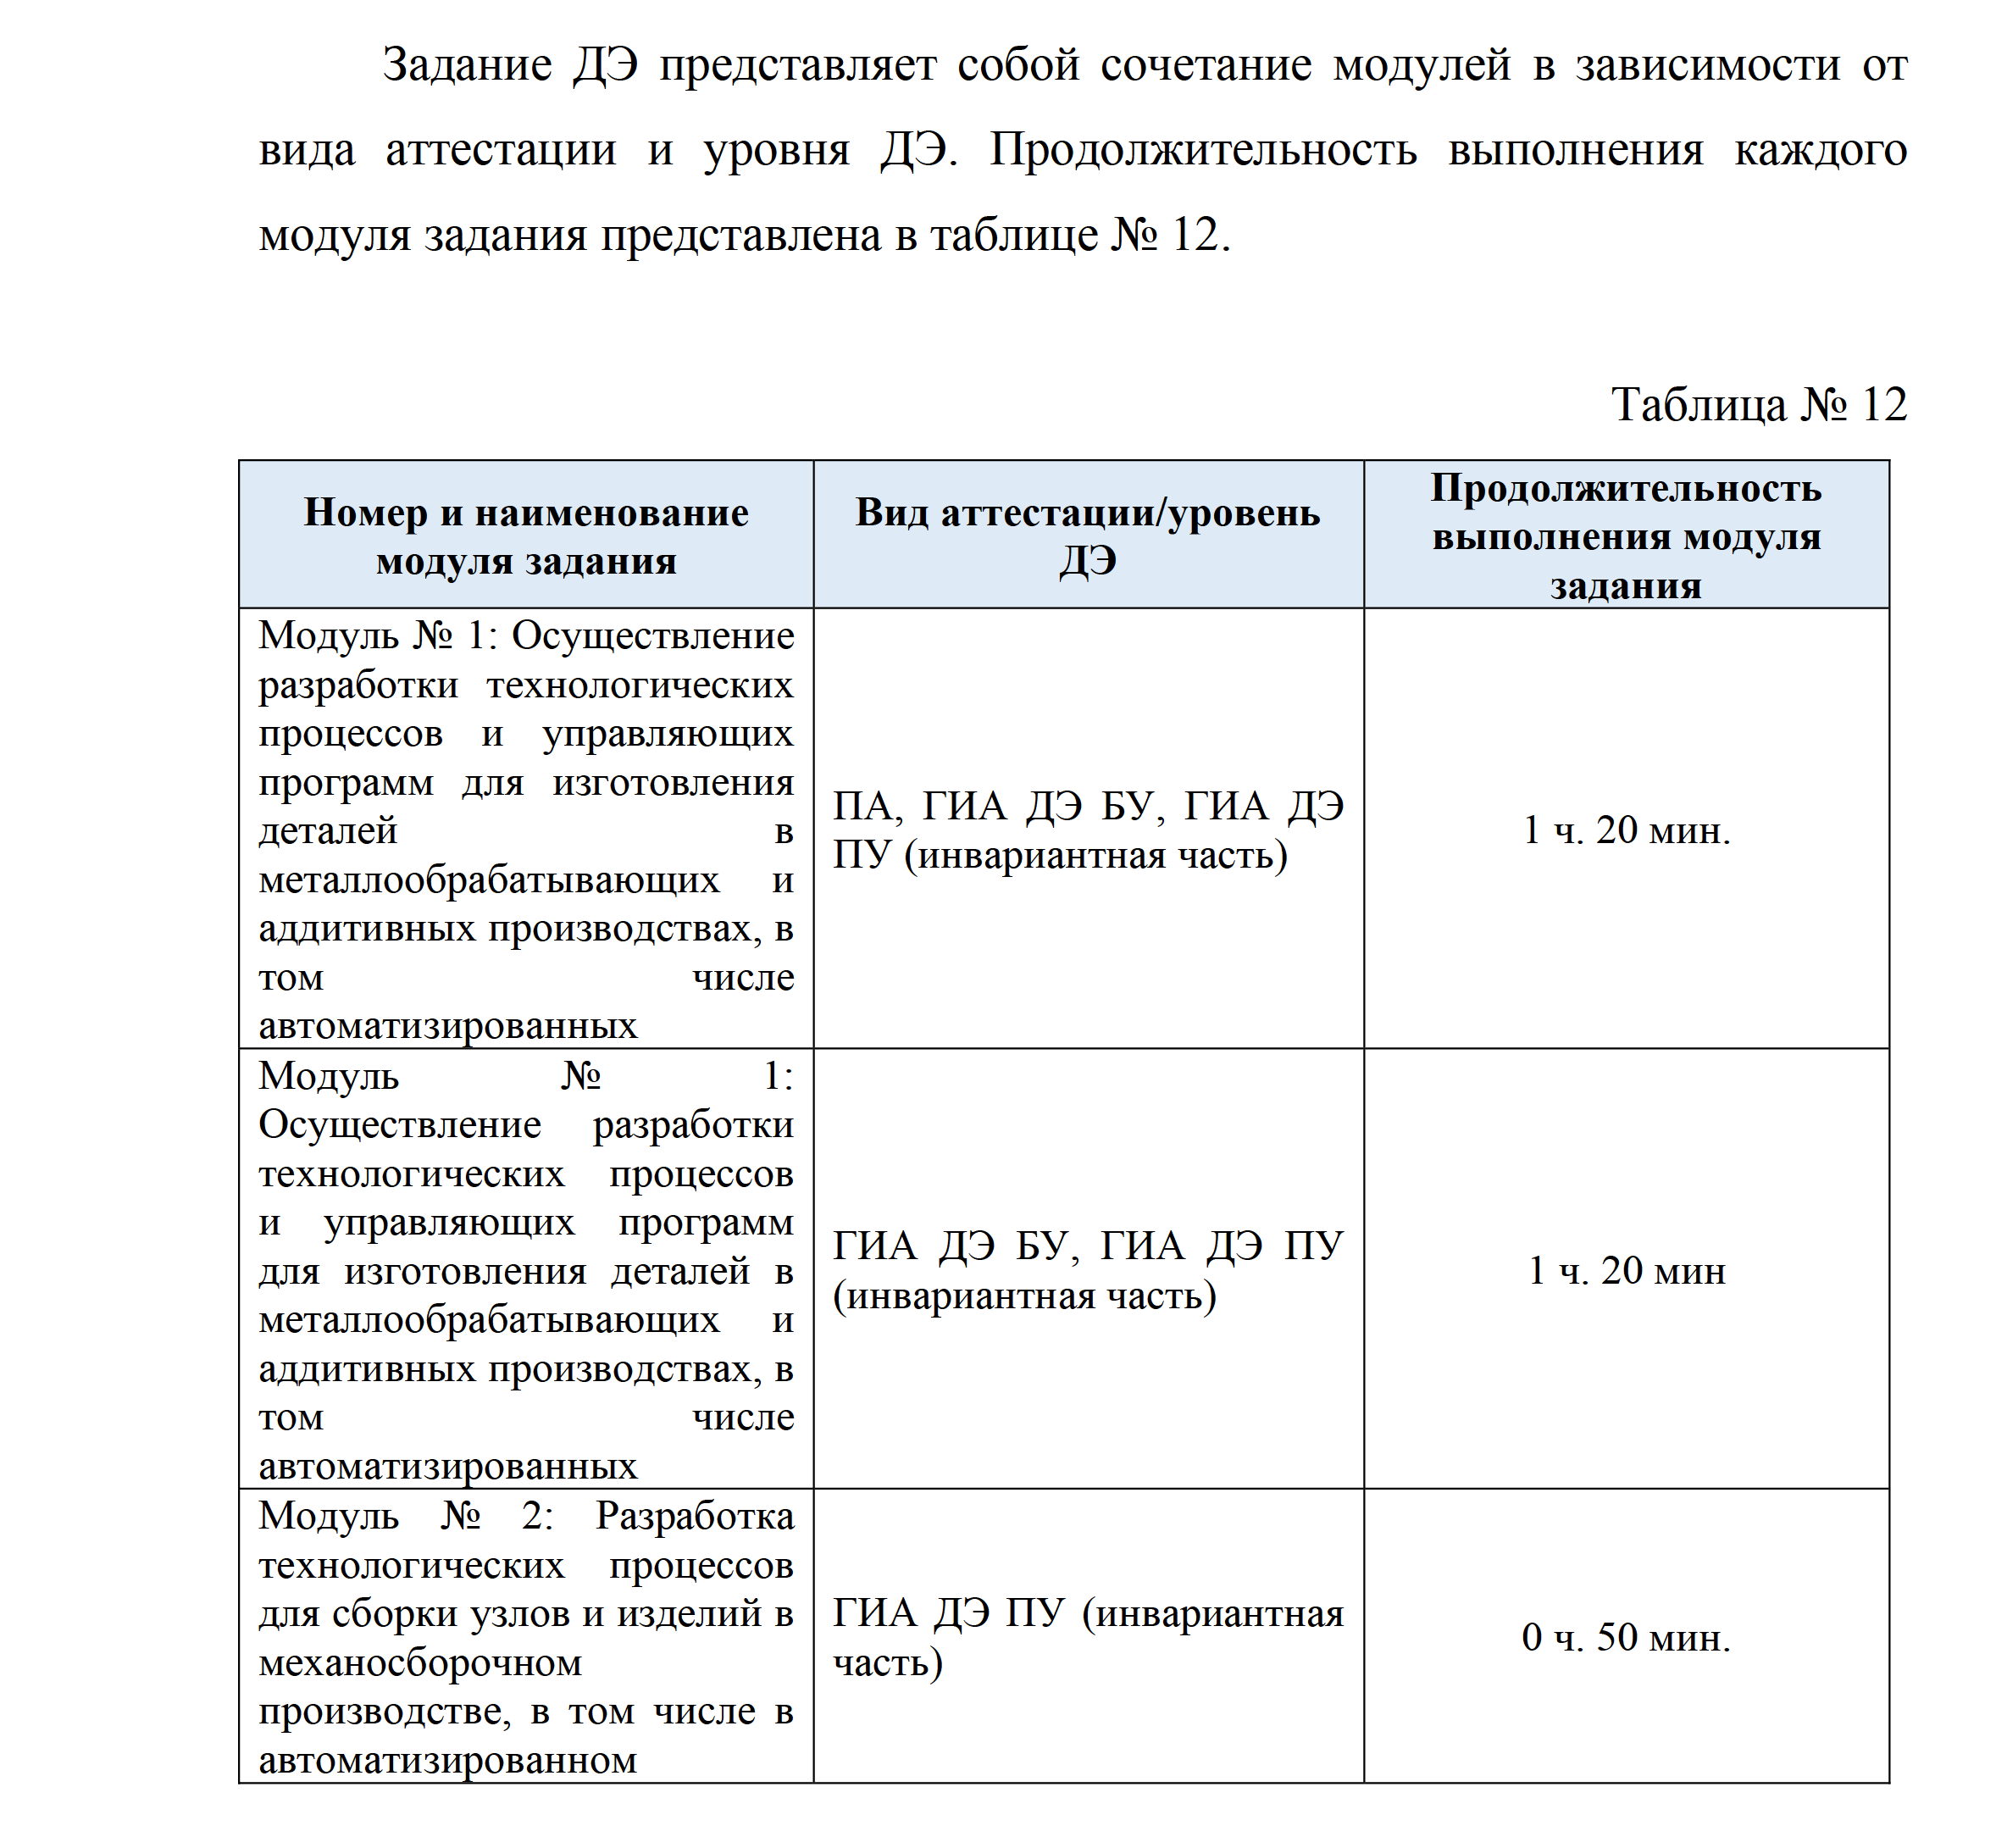 Задание ДЭ представляет собой сочетание модулей в зависимости от
вида аттестации и уровня ДЭ. Продолжительность выполнения каждого
модуля задания представлена в таблице № 12.
Таблица № 12
Номер и наименование
модуля задания
Вид аттестации/уровень
ДЭ
Продолжительность
выполнения модуля
задания
Модуль № 1: Осуществление
разработки технологических
процессов и управляющих
программ для изготовления
деталей в
металлообрабатывающих и
аддитивных производствах, в
том числе
автоматизированных
ПА, ГИА ДЭ БУ, ГИА ДЭ
ПУ (инвариантная часть)
1 ч. 20 мин.
Модуль № 1:
Осуществление разработки
технологических процессов
и управляющих программ
для изготовления деталей в
металлообрабатывающих и
аддитивных производствах, в
том числе
автоматизированных
ГИА ДЭ БУ, ГИА ДЭ ПУ
(инвариантная часть)
1 ч. 20 мин
Модуль № 2: Разработка
технологических процессов
для сборки узлов и изделий в
механосборочном
производстве, в том числе в
автоматизированном
ГИА ДЭ ПУ (инвариантная
часть)
0 ч. 50 мин.